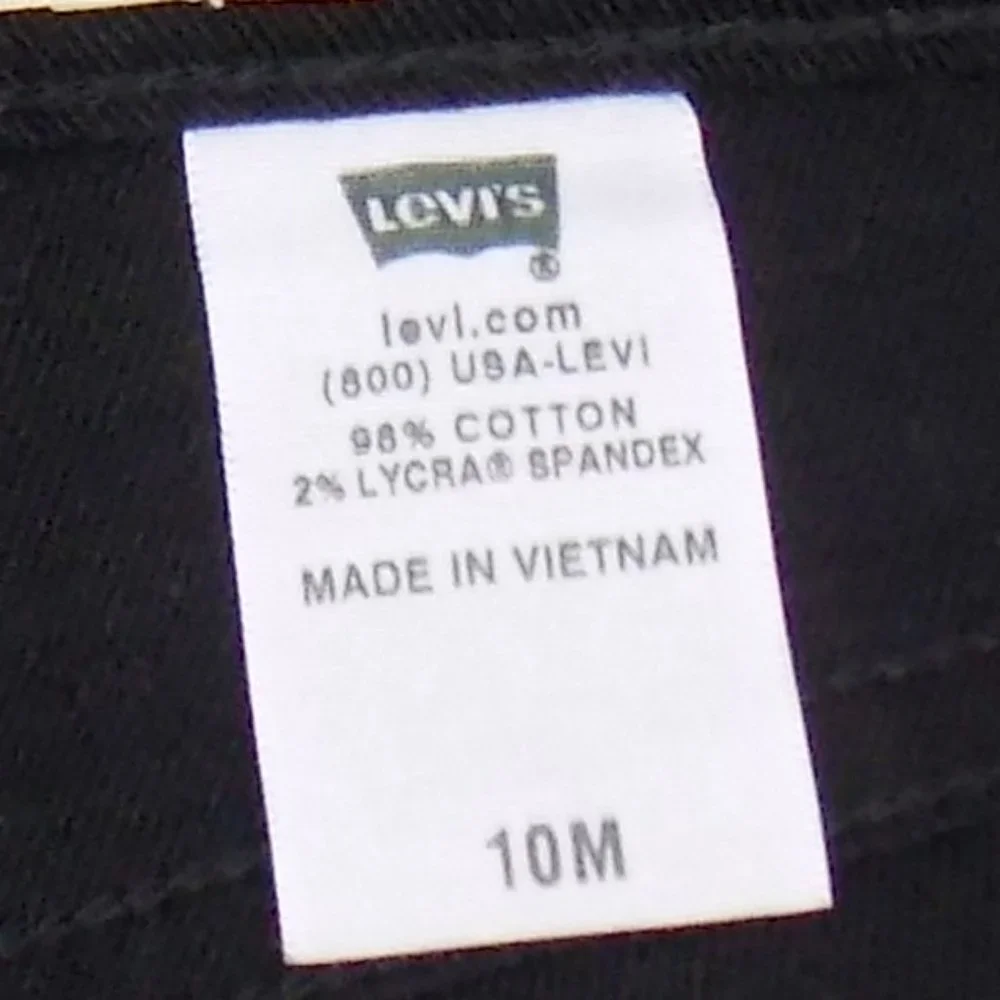 LEVI'S
®
levi.com
(800) USA-LEVI
98% COTTON
2% LYCRA® SPANDEX
MADE IN VIETNAM
10M